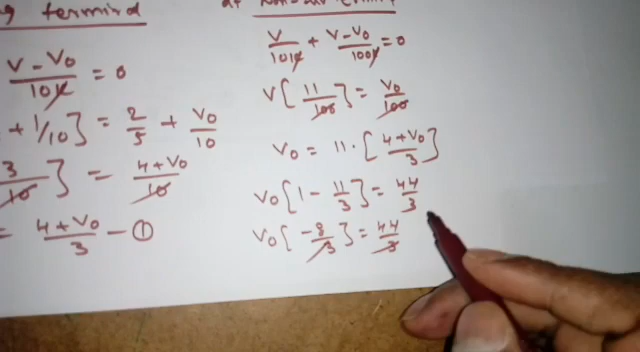 g terminal
V - V₀ / 10k = 0
+ 1/10] = 2/5 + V₀/10
3/10] = 4+V₀/10
= 4+V₀/3 — ①
at Non-
V/10k + V-V₀/100k = 0
V[11/100] = V₀/100
V₀ = 11·[4+V₀/3]
V₀[1 - 11/3] = 44/3
V₀[-8/3] = 44/3